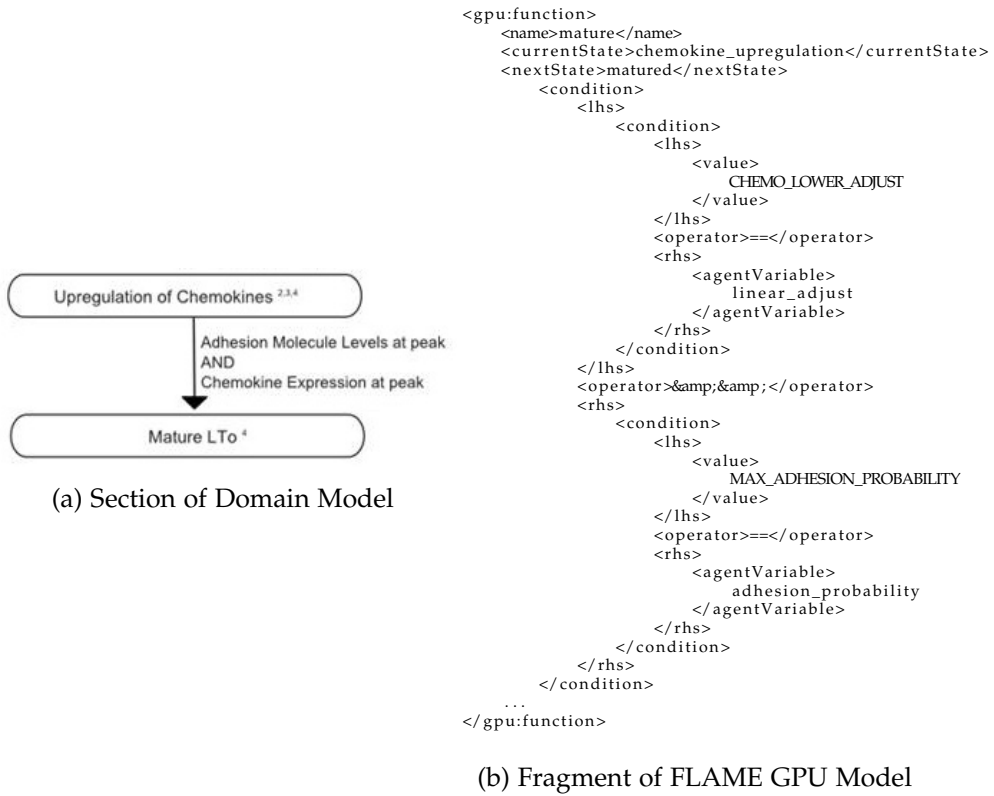 Upregulation of Chemokines 2,3,4
Adhesion Molecule Levels at peak
AND
Chemokine Expression at peak
Mature LTo 4
(a) Section of Domain Model
<gpu:function>
<name>mature</name>
<currentState>chemokine_upregulation</currentState>
<nextState>matured</nextState>
<condition>
<lhs>
<condition>
<lhs>
<value>
CHEMO_LOWER_ADJUST
</value>
</lhs>
<operator>==</operator>
<rhs>
<agentVariable>
linear_adjust
</agentVariable>
</rhs>
</condition>
</lhs>
<operator>&amp;&amp;</operator>
<rhs>
<condition>
<lhs>
<value>
MAX_ADHESION_PROBABILITY
</value>
</lhs>
<operator>==</operator>
<rhs>
<agentVariable>
adhesion_probability
</agentVariable>
</rhs>
</condition>
</rhs>
</condition>
...
</gpu:function>
(b) Fragment of FLAME GPU Model